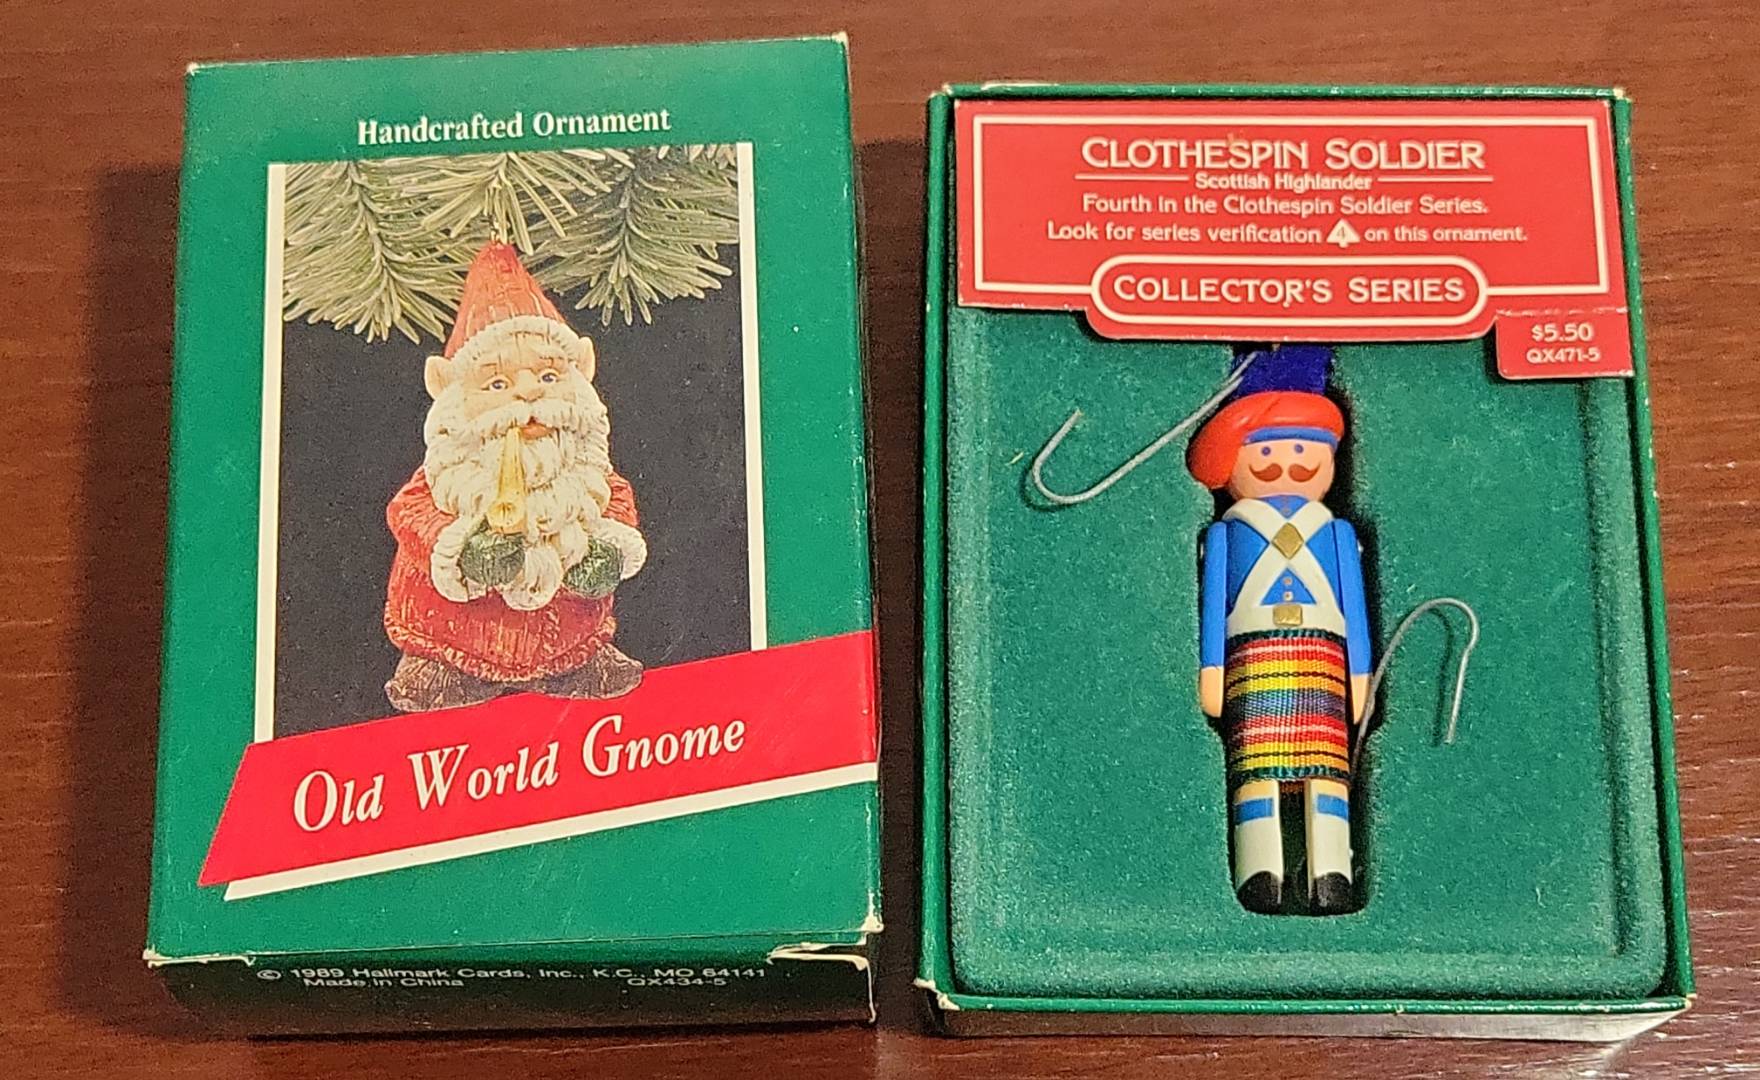 Handcrafted Ornament
Old World Gnome
© 1989 Hallmark Cards, Inc., K.C., MO 64141
Made in China QX434-5
CLOTHESPIN SOLDIER
Scottish Highlander
Fourth in the Clothespin Soldier Series.
Look for series verification 4 on this ornament.
COLLECTOR'S SERIES
$5.50
QX471-5